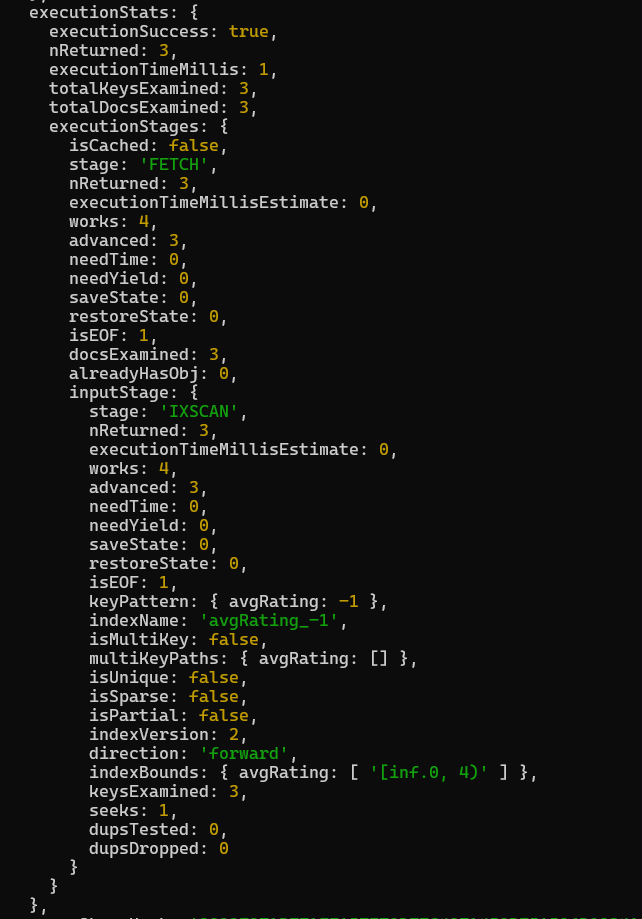 executionStats: {
executionSuccess: true,
nReturned: 3,
executionTimeMillis: 1,
totalKeysExamined: 3,
totalDocsExamined: 3,
executionStages: {
isCached: false,
stage: 'FETCH',
nReturned: 3,
executionTimeMillisEstimate: 0,
works: 4,
advanced: 3,
needTime: 0,
needYield: 0,
saveState: 0,
restoreState: 0,
isEOF: 1,
docsExamined: 3,
alreadyHasObj: 0,
inputStage: {
stage: 'IXSCAN',
nReturned: 3,
executionTimeMillisEstimate: 0,
works: 4,
advanced: 3,
needTime: 0,
needYield: 0,
saveState: 0,
restoreState: 0,
isEOF: 1,
keyPattern: { avgRating: -1 },
indexName: 'avgRating_-1',
isMultiKey: false,
multiKeyPaths: { avgRating: [] },
isUnique: false,
isSparse: false,
isPartial: false,
indexVersion: 2,
direction: 'forward',
indexBounds: { avgRating: [ '[inf.0, 4)' ] },
keysExamined: 3,
seeks: 1,
dupsTested: 0,
dupsDropped: 0
}
}
},